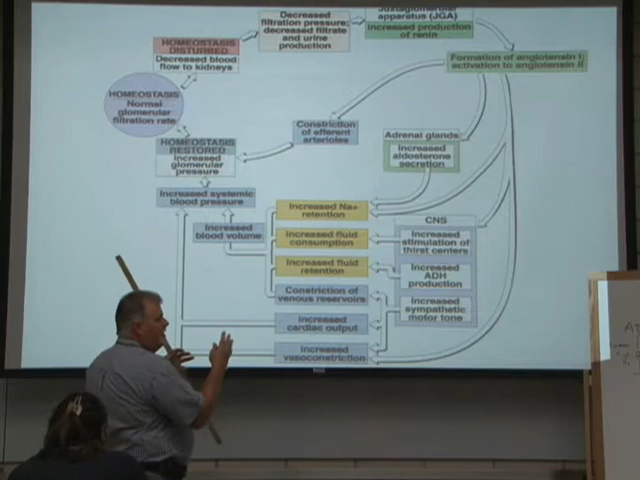 Decreased
filtration pressure;
decreased filtrate
and urine
production
Juxtaglomerular
apparatus (JGA)
Increased production
of renin
HOMEOSTASIS
DISTURBED
Decreased blood
flow to kidneys
Formation of angiotensin I;
activation to angiotensin II
HOMEOSTASIS
Normal
glomerular
filtration rate
Constriction
of efferent
arterioles
Adrenal glands
Increased
aldosterone
secretion
HOMEOSTASIS
RESTORED
Increased
glomerular
pressure
Increased systemic
blood pressure
Increased
blood volume
Increased Na+
retention
Increased fluid
consumption
Increased fluid
retention
Constriction of
venous reservoirs
Increased
cardiac output
Increased
vasoconstriction
CNS
Increased
stimulation of
thirst centers
Increased
ADH
production
Increased
sympathetic
motor tone